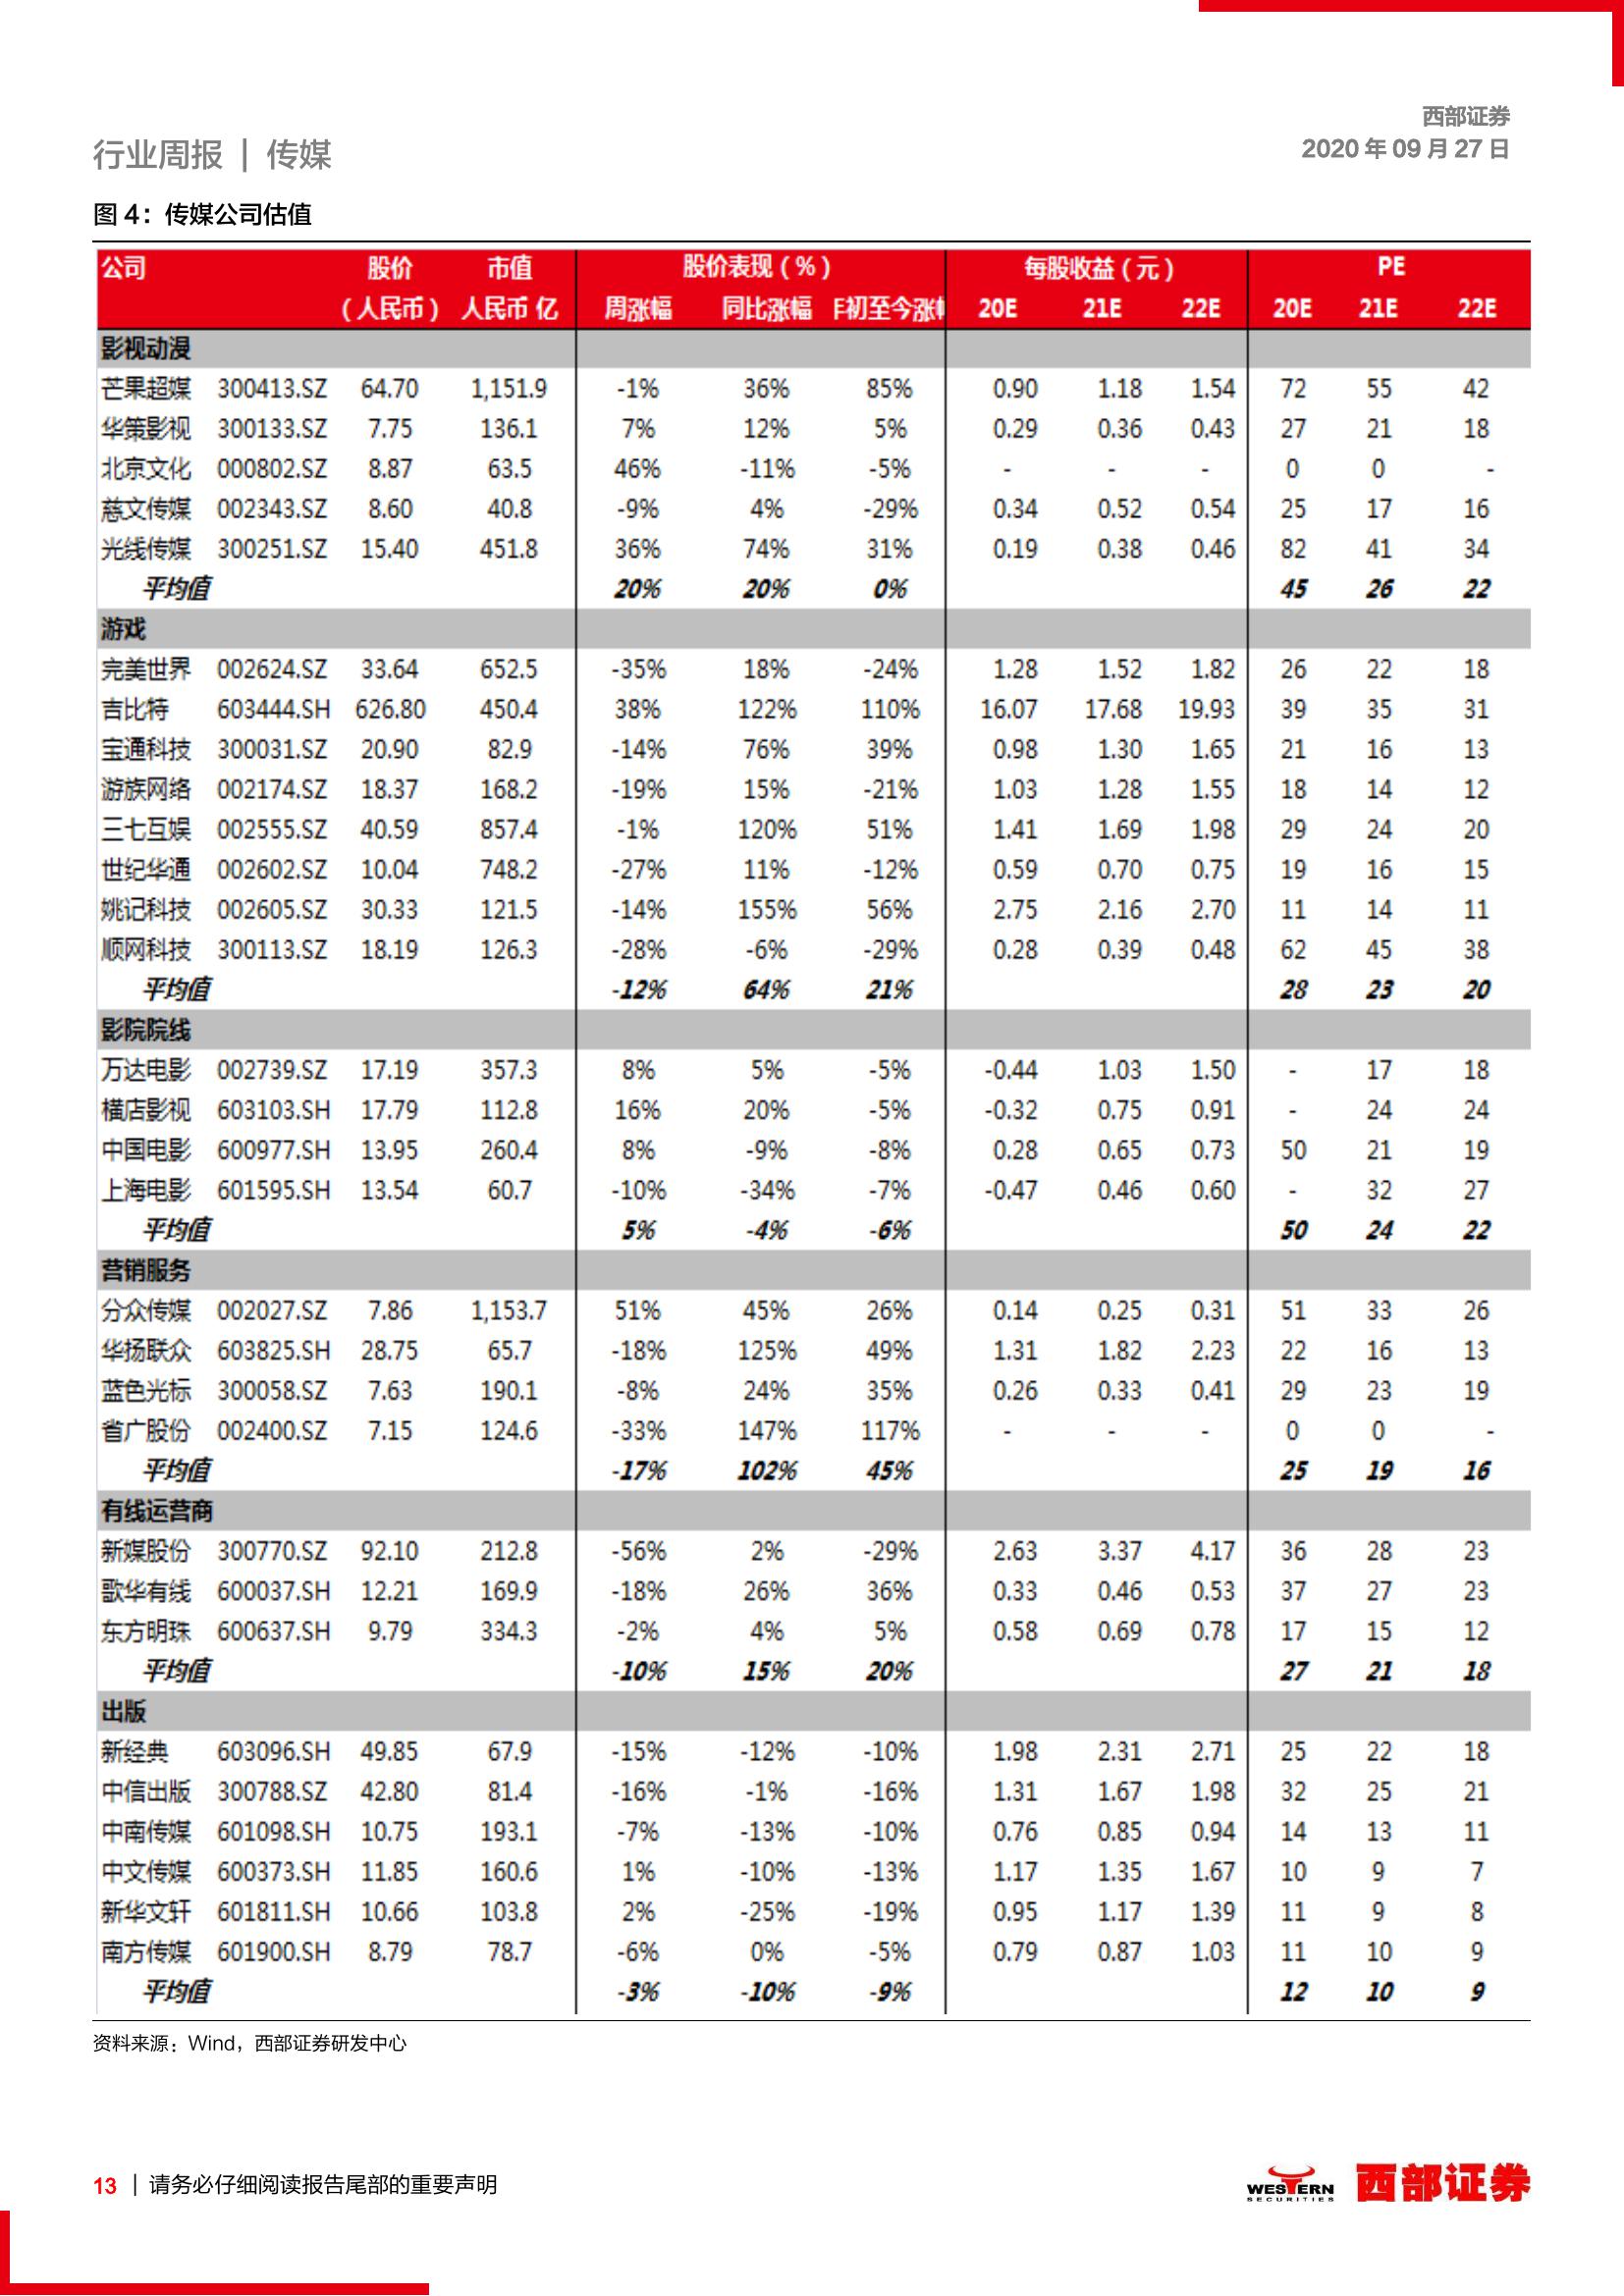 西部证券
行业周报 | 传媒
2020 年 09 月 27 日
图 4：传媒公司估值
公司 股价 市值 股价表现（%） 每股收益（元） PE
（人民币） 人民币 亿 周涨幅 同比涨幅 初至今涨 20E 21E 22E 20E 21E 22E
影视动漫
芒果超媒 300413.SZ 64.70 1,151.9 -1% 36% 85% 0.90 1.18 1.54 72 55 42
华策影视 300133.SZ 7.75 136.1 7% 12% 5% 0.29 0.36 0.43 27 21 18
北京文化 000802.SZ 8.87 63.5 46% -11% -5% - - - 0 0 -
慈文传媒 002343.SZ 8.60 40.8 -9% 4% -29% 0.34 0.52 0.54 25 17 16
光线传媒 300251.SZ 15.40 451.8 36% 74% 31% 0.19 0.38 0.46 82 41 34
平均值 20% 20% 0% 45 26 22
游戏
完美世界 002624.SZ 33.64 652.5 -35% 18% -24% 1.28 1.52 1.82 26 22 18
吉比特 603444.SH 626.80 450.4 38% 122% 110% 16.07 17.68 19.93 39 35 31
宝通科技 300031.SZ 20.90 82.9 -14% 76% 39% 0.98 1.30 1.65 21 16 13
游族网络 002174.SZ 18.37 168.2 -19% 15% -21% 1.03 1.28 1.55 18 14 12
三七互娱 002555.SZ 40.59 857.4 -1% 120% 51% 1.41 1.69 1.98 29 24 20
世纪华通 002602.SZ 10.04 748.2 -27% 11% -12% 0.59 0.70 0.75 19 16 15
姚记科技 002605.SZ 30.33 121.5 -14% 155% 56% 2.75 2.16 2.70 11 14 11
顺网科技 300113.SZ 18.19 126.3 -28% -6% -29% 0.28 0.39 0.48 62 45 38
平均值 -12% 64% 21% 28 23 20
影院院线
万达电影 002739.SZ 17.19 357.3 8% 5% -5% -0.44 1.03 1.50 - 17 18
横店影视 603103.SH 17.79 112.8 16% 20% -5% -0.32 0.75 0.91 - 24 24
中国电影 600977.SH 13.95 260.4 8% -9% -8% 0.28 0.65 0.73 50 21 19
上海电影 601595.SH 13.54 60.7 -10% -34% -7% -0.47 0.46 0.60 - 32 27
平均值 5% -4% -6% 50 24 22
营销服务
分众传媒 002027.SZ 7.86 1,153.7 51% 45% 26% 0.14 0.25 0.31 51 33 26
华扬联众 603825.SH 28.75 65.7 -18% 125% 49% 1.31 1.82 2.23 22 16 13
蓝色光标 300058.SZ 7.63 190.1 -8% 24% 35% 0.26 0.33 0.41 29 23 19
省广股份 002400.SZ 7.15 124.6 -33% 147% 117% - - - 0 0 -
平均值 -17% 102% 45% 25 19 16
有线运营商
新媒股份 300770.SZ 92.10 212.8 -56% 2% -29% 2.63 3.37 4.17 36 28 23
歌华有线 600037.SH 12.21 169.9 -18% 26% 36% 0.33 0.46 0.53 37 27 23
东方明珠 600637.SH 9.79 334.3 -2% 4% 5% 0.58 0.69 0.78 17 15 12
平均值 -10% 15% 20% 27 21 18
出版
新经典 603096.SH 49.85 67.9 -15% -12% -10% 1.98 2.31 2.71 25 22 18
中信出版 300788.SZ 42.80 81.4 -16% -1% -16% 1.31 1.67 1.98 32 25 21
中南传媒 601098.SH 10.75 193.1 -7% -13% -10% 0.76 0.85 0.94 14 13 11
中文传媒 600373.SH 11.85 160.6 1% -10% -13% 1.17 1.35 1.67 10 9 7
新华文轩 601811.SH 10.66 103.8 2% -25% -19% 0.95 1.17 1.39 11 9 8
南方传媒 601900.SH 8.79 78.7 -6% 0% -5% 0.79 0.87 1.03 11 10 9
平均值 -3% -10% -9% 12 10 9
资料来源：Wind，西部证券研发中心
13 | 请务必仔细阅读报告尾部的重要声明
WESTERN
SECURITIES
西部证券